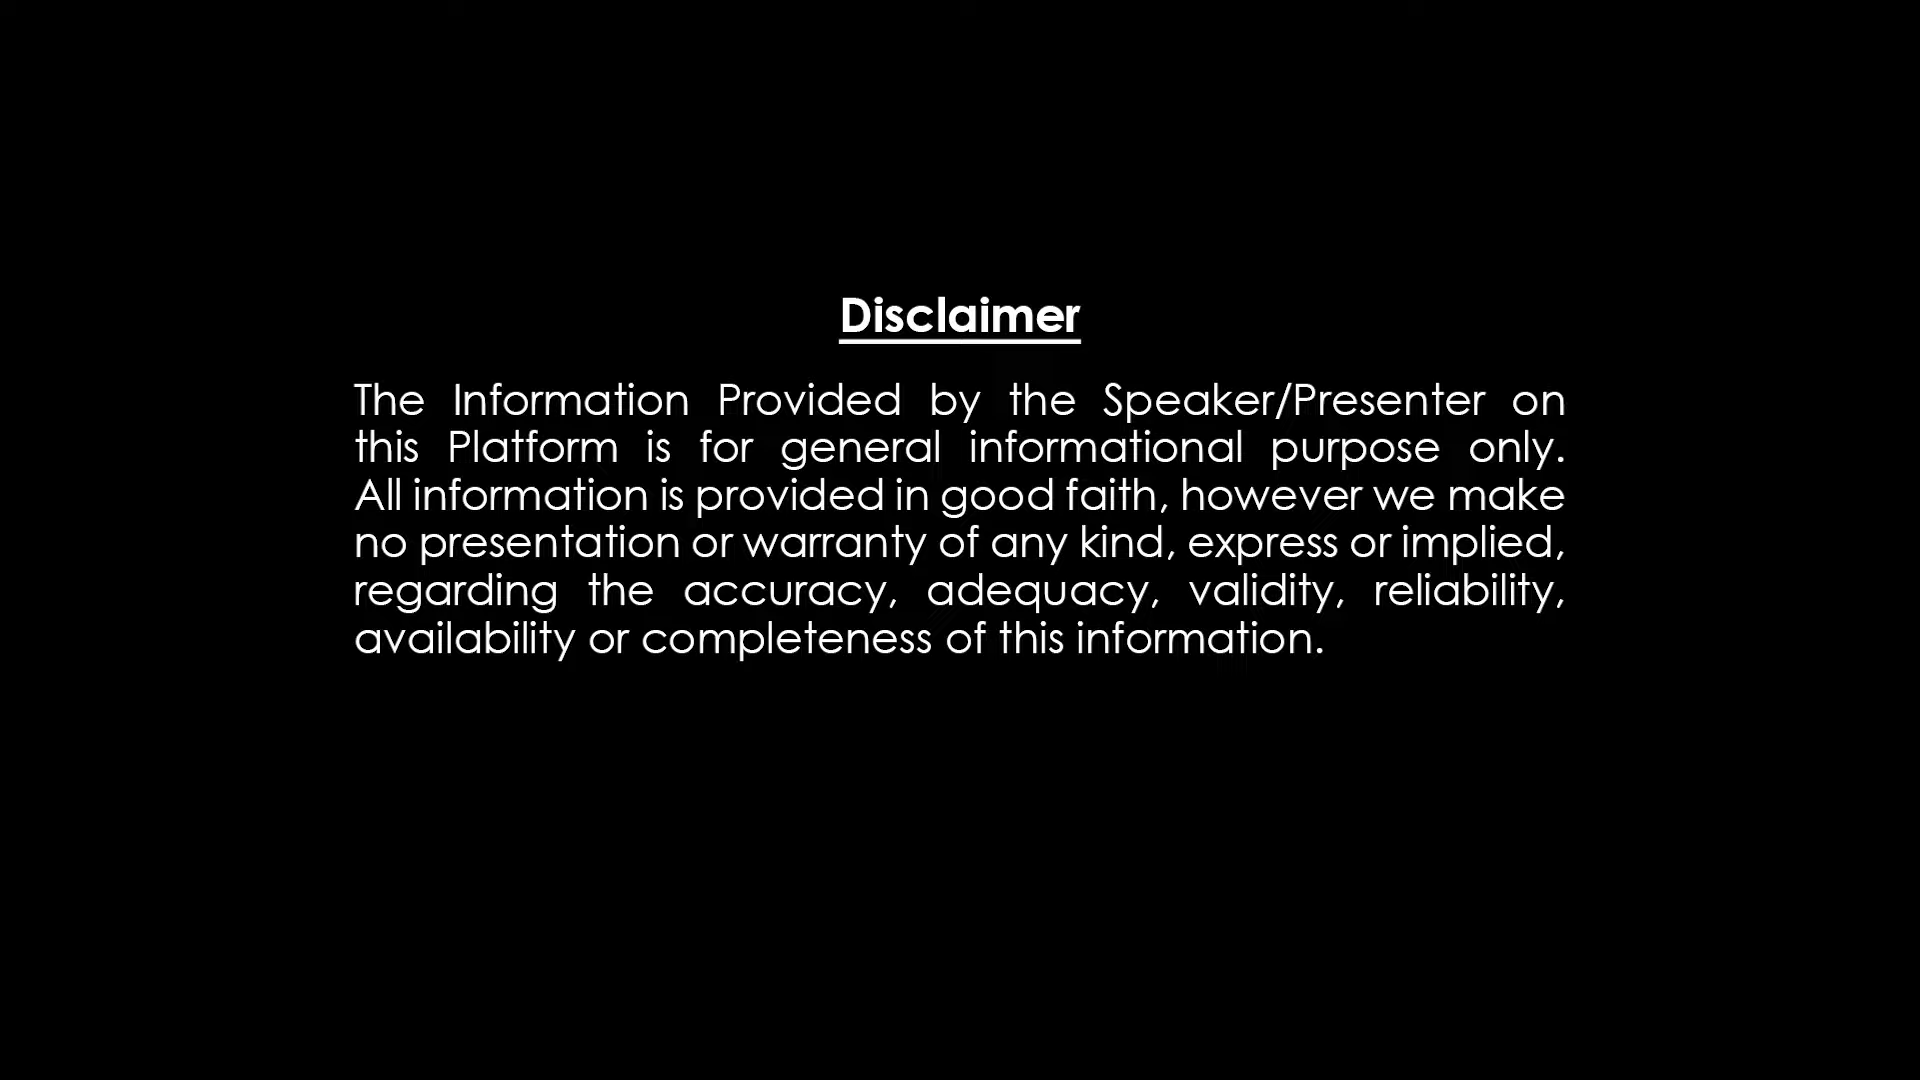 Disclaimer
The Information Provided by the Speaker/Presenter on
this Platform is for general informational purpose only.
All information is provided in good faith, however we make
no presentation or warranty of any kind, express or implied,
regarding the accuracy, adequacy, validity, reliability,
availability or completeness of this information.